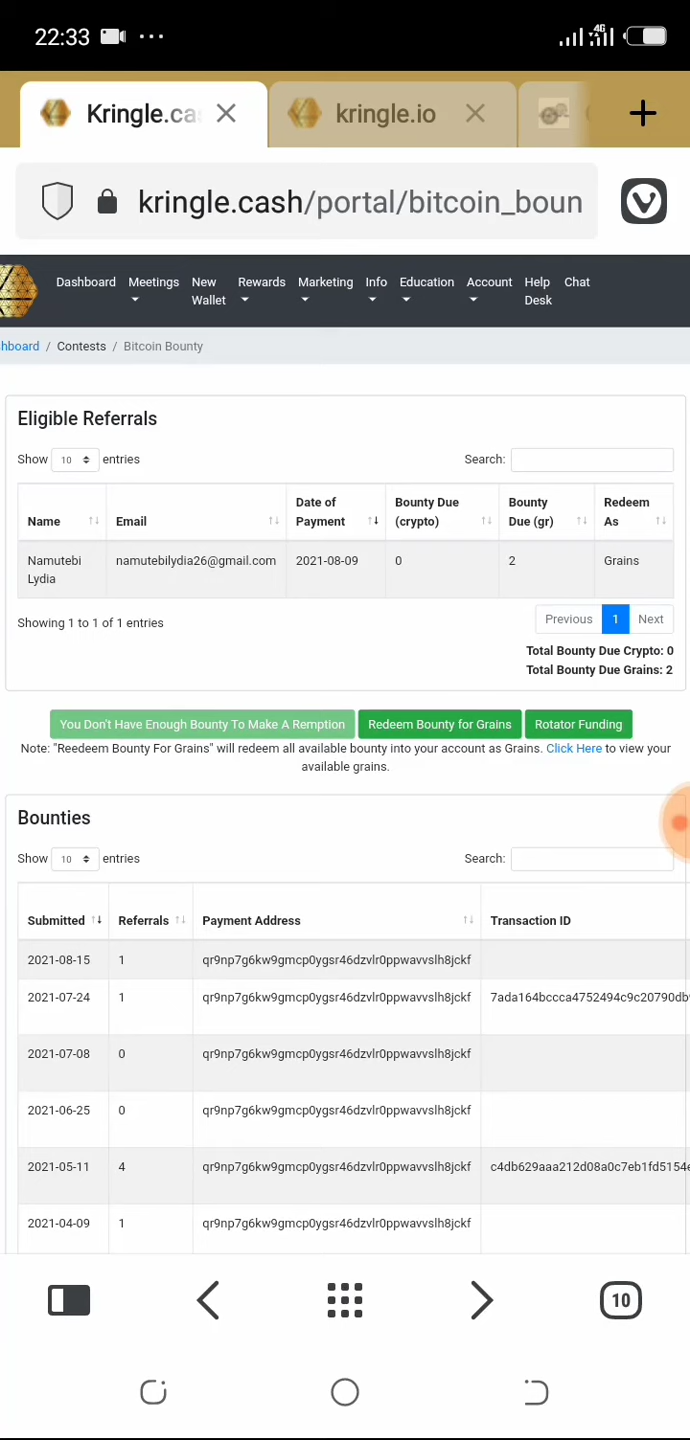 22:33 ... 4G
Kringle.ca kringle.io
kringle.cash/portal/bitcoin_boun
Dashboard Meetings New Wallet Rewards Marketing Info Education Account Help Desk Chat
hboard / Contests / Bitcoin Bounty
Eligible Referrals
Show 10 entries Search:
Name Email Date of Payment Bounty Due (crypto) Bounty Due (gr) Redeem As
Namutebi Lydia namutebilydia26@gmail.com 2021-08-09 0 2 Grains
Showing 1 to 1 of 1 entries Previous 1 Next
Total Bounty Due Crypto: 0
Total Bounty Due Grains: 2
You Don't Have Enough Bounty To Make A Remption Redeem Bounty for Grains Rotator Funding
Note: "Reedeem Bounty For Grains" will redeem all available bounty into your account as Grains. Click Here to view your
available grains.
Bounties
Show 10 entries Search:
Submitted Referrals Payment Address Transaction ID
2021-08-15 1 qr9np7g6kw9gmcp0ygsr46dzvlr0ppwavvslh8jckf
2021-07-24 1 qr9np7g6kw9gmcp0ygsr46dzvlr0ppwavvslh8jckf 7ada164bccca4752494c9c20790db
2021-07-08 0 qr9np7g6kw9gmcp0ygsr46dzvlr0ppwavvslh8jckf
2021-06-25 0 qr9np7g6kw9gmcp0ygsr46dzvlr0ppwavvslh8jckf
2021-05-11 4 qr9np7g6kw9gmcp0ygsr46dzvlr0ppwavvslh8jckf c4db629aaa212d08a0c7eb1fd5154
2021-04-09 1 qr9np7g6kw9gmcp0ygsr46dzvlr0ppwavvslh8jckf
10